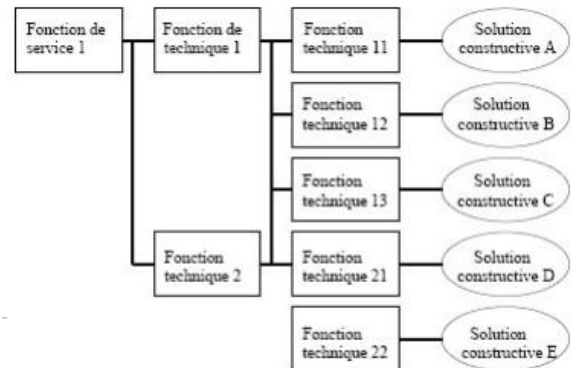 Fonction de
service 1
Fonction de
technique 1
Fonction
technique 11
Solution
constructive A
Fonction
technique 12
Solution
constructive B
Fonction
technique 13
Solution
constructive C
Fonction
technique 2
Fonction
technique 21
Solution
constructive D
Fonction
technique 22
Solution
constructive E